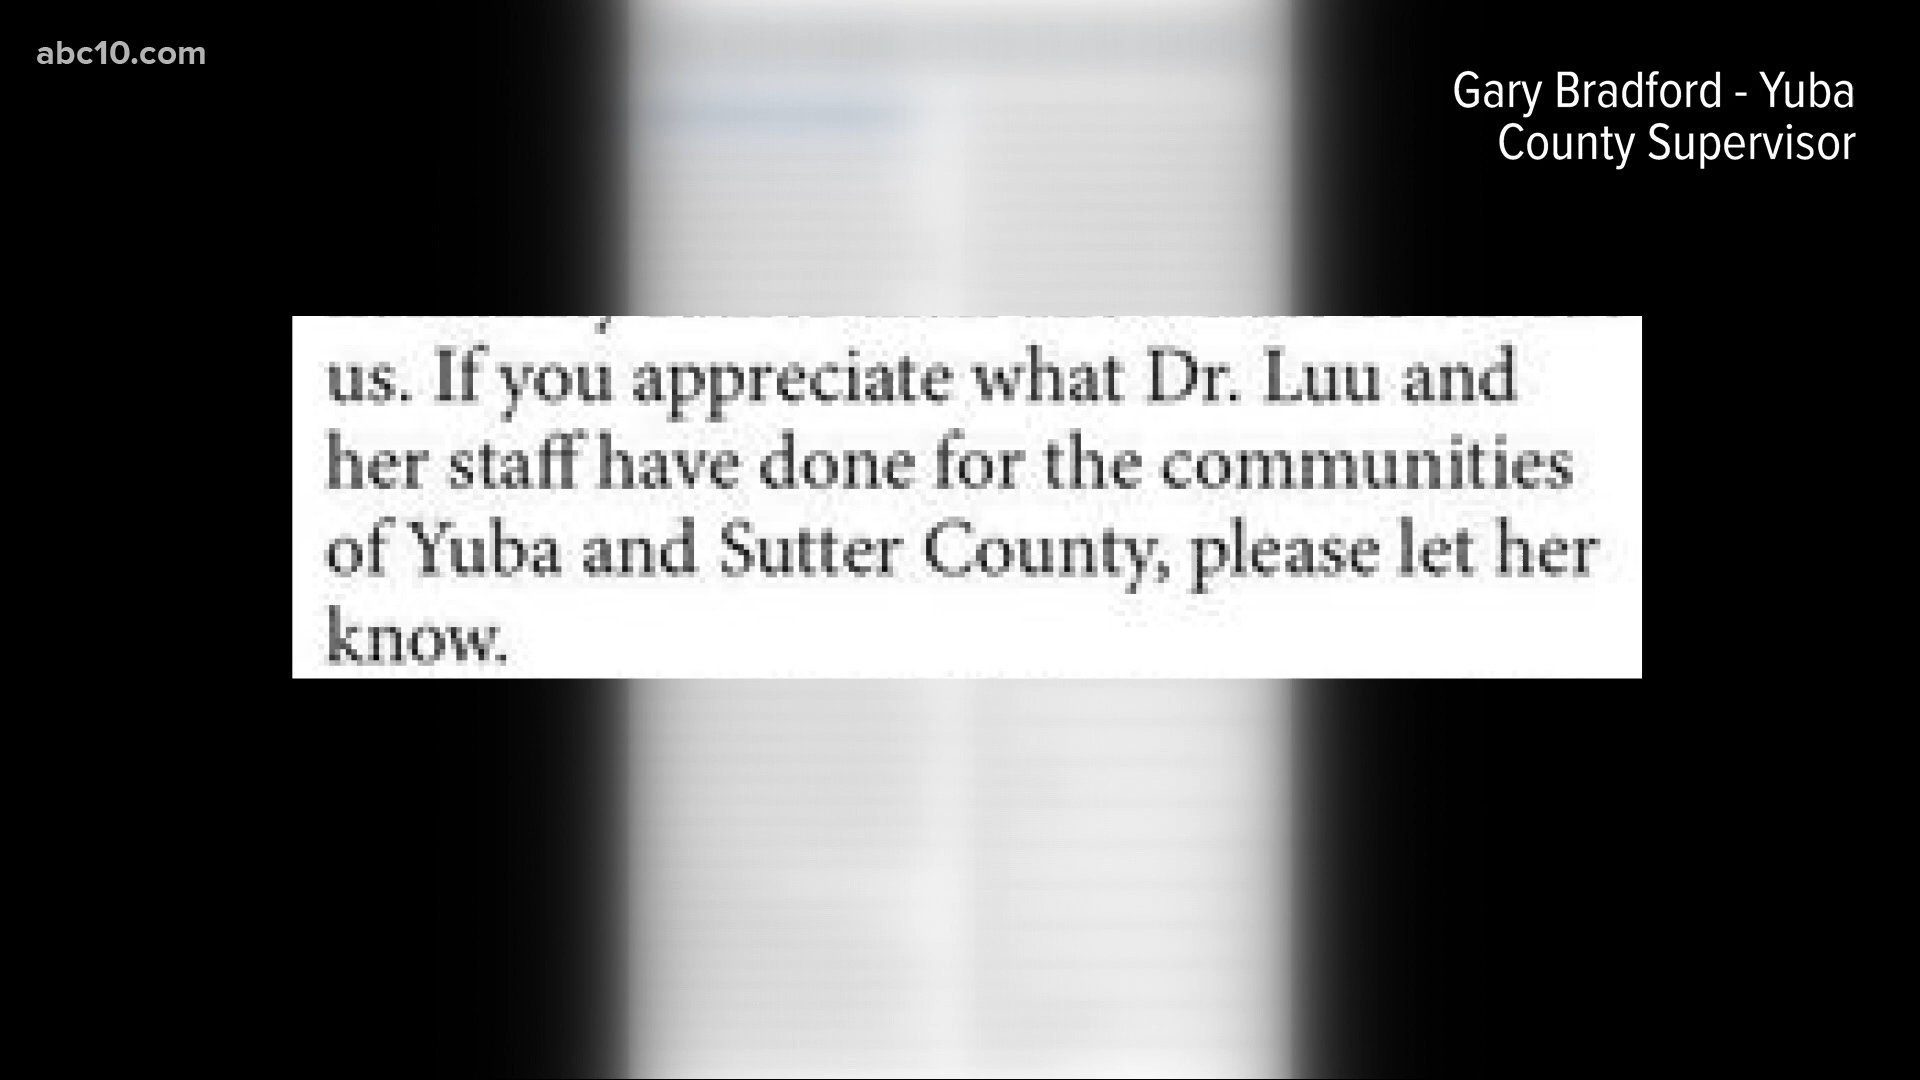 abc10.com
Gary Bradford - Yuba
County Supervisor
us. If you appreciate what Dr. Luu and
her staff have done for the communities
of Yuba and Sutter County, please let her
know.